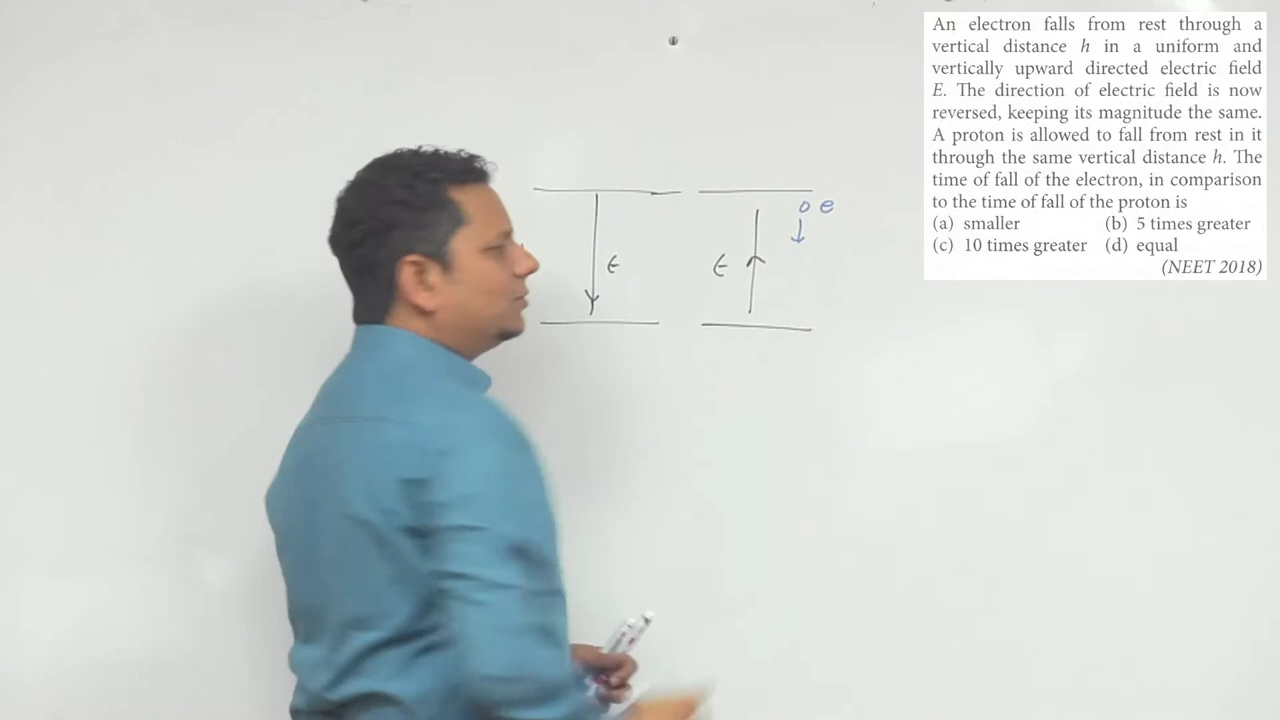 An electron falls from rest through a
vertical distance h in a uniform and
vertically upward directed electric field
E. The direction of electric field is now
reversed, keeping its magnitude the same.
A proton is allowed to fall from rest in it
through the same vertical distance h. The
time of fall of the electron, in comparison
to the time of fall of the proton is
(a) smaller (b) 5 times greater
(c) 10 times greater (d) equal
(NEET 2018)
E
E
e